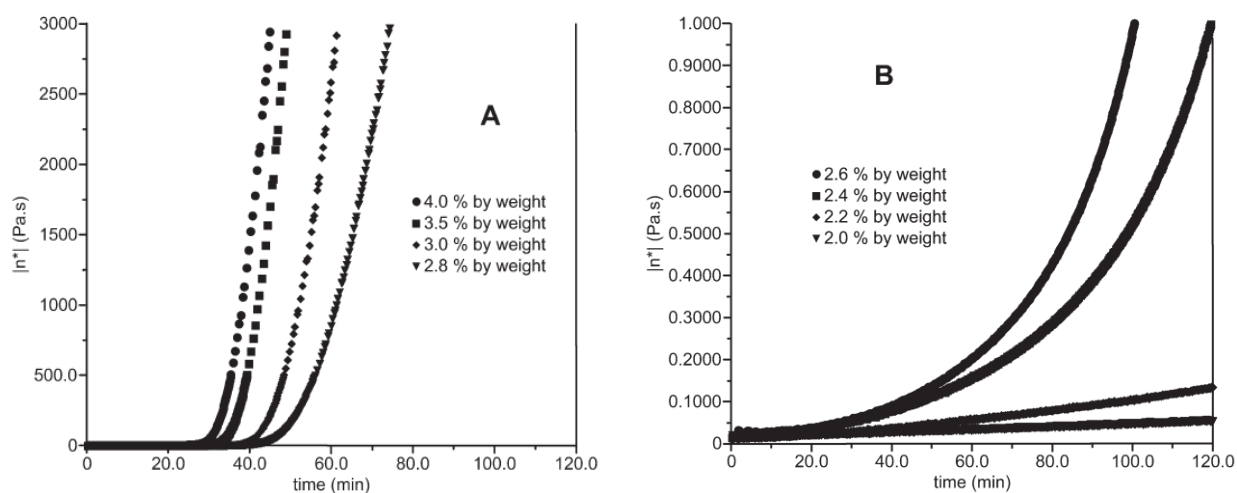 3000
2500
2000
1500
1000
500.0
0
|n*| (Pa.s)
A
4.0 % by weight
3.5 % by weight
3.0 % by weight
2.8 % by weight
0 20.0 40.0 60.0 80.0 100.0 120.0
time (min)
1.000
0.9000
0.8000
0.7000
0.6000
0.5000
0.4000
0.3000
0.2000
0.1000
0
|n*| (Pa.s)
B
2.6 % by weight
2.4 % by weight
2.2 % by weight
2.0 % by weight
0 20.0 40.0 60.0 80.0 100.0 120.0
time (min)